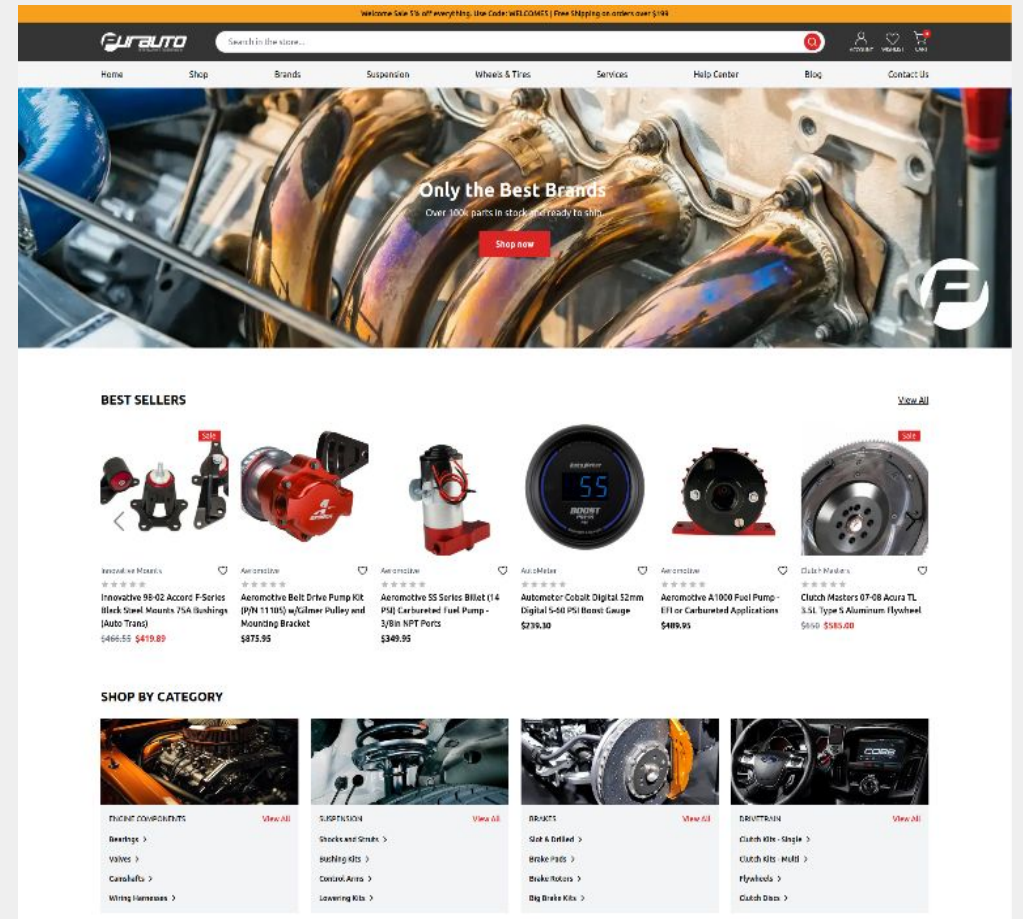 Welcome Sale 5% off everything. Use Code: WELCOME5 | Free Shipping on orders over $199
Furauto
Search in the store...
ACCOUNT WISHLIST CART
Home Shop Brands Suspension Wheels & Tires Services Help Center Blog Contact Us
Only the Best Brands
Over 100k parts in stock and ready to ship
Shop now
BEST SELLERS View All
Sale Sale
AutoMeter
55
BOOST
PRESS
Innovative Mounts Aeromotive Aeromotive AutoMeter Aeromotive Clutch Masters
Innovative 98-02 Accord F-Series Aeromotive Belt Drive Pump Kit Aeromotive SS Series Billet (14 Autometer Cobalt Digital 52mm Aeromotive A1000 Fuel Pump - Clutch Masters 07-08 Acura TL
Black Steel Mounts 75A Bushings (P/N 11105) w/Gilmer Pulley and PSI) Carbureted Fuel Pump - Digital 5-60 PSI Boost Gauge EFI or Carbureted Applications 3.5L Type S Aluminum Flywheel
(Auto Trans) Mounting Bracket 3/8in NPT Ports $239.30 $489.95 $650 $585.00
$466.55 $419.89 $875.95 $349.95
SHOP BY CATEGORY
COBB
ENGINE COMPONENTS View All SUSPENSION View All BRAKES View All DRIVETRAIN View All
Bearings > Shocks and Struts > Slot & Drilled > Clutch Kits - Single >
Valves > Bushing Kits > Brake Pads > Clutch Kits - Multi >
Camshafts > Control Arms > Brake Rotors > Flywheels >
Wiring Harnesses > Lowering Kits > Big Brake Kits > Clutch Discs >